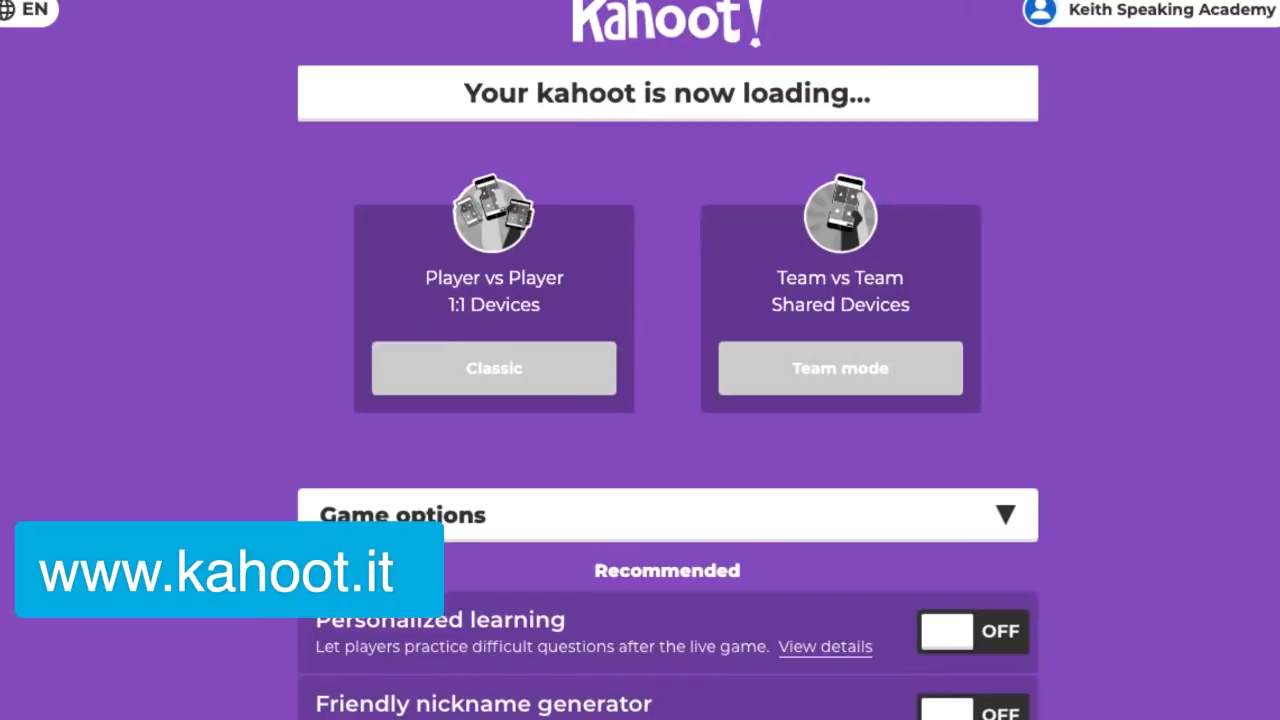 EN
Kahoot!
Keith Speaking Academy
Your kahoot is now loading...
Player vs Player
1:1 Devices
Classic
Team vs Team
Shared Devices
Team mode
Game options
www.kahoot.it
Recommended
Personalized learning
OFF
Let players practice difficult questions after the live game. View details
Friendly nickname generator
OFF